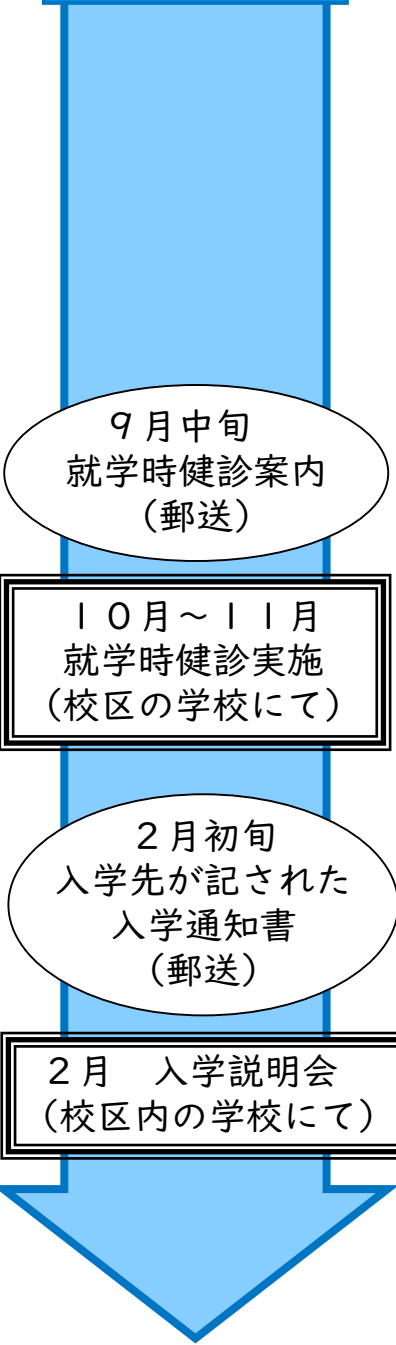 ９月中旬
就学時健診案内
（郵送）
１０月～１１月
就学時健診実施
（校区の学校にて）
２月初旬
入学先が記された
入学通知書
（郵送）
２月　入学説明会
（校区内の学校にて）